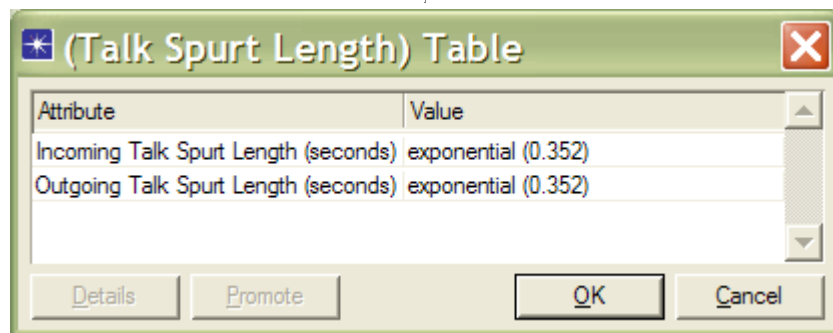 (Talk Spurt Length) Table
Attribute Value
Incoming Talk Spurt Length (seconds) exponential (0.352)
Outgoing Talk Spurt Length (seconds) exponential (0.352)
Details Promote OK Cancel